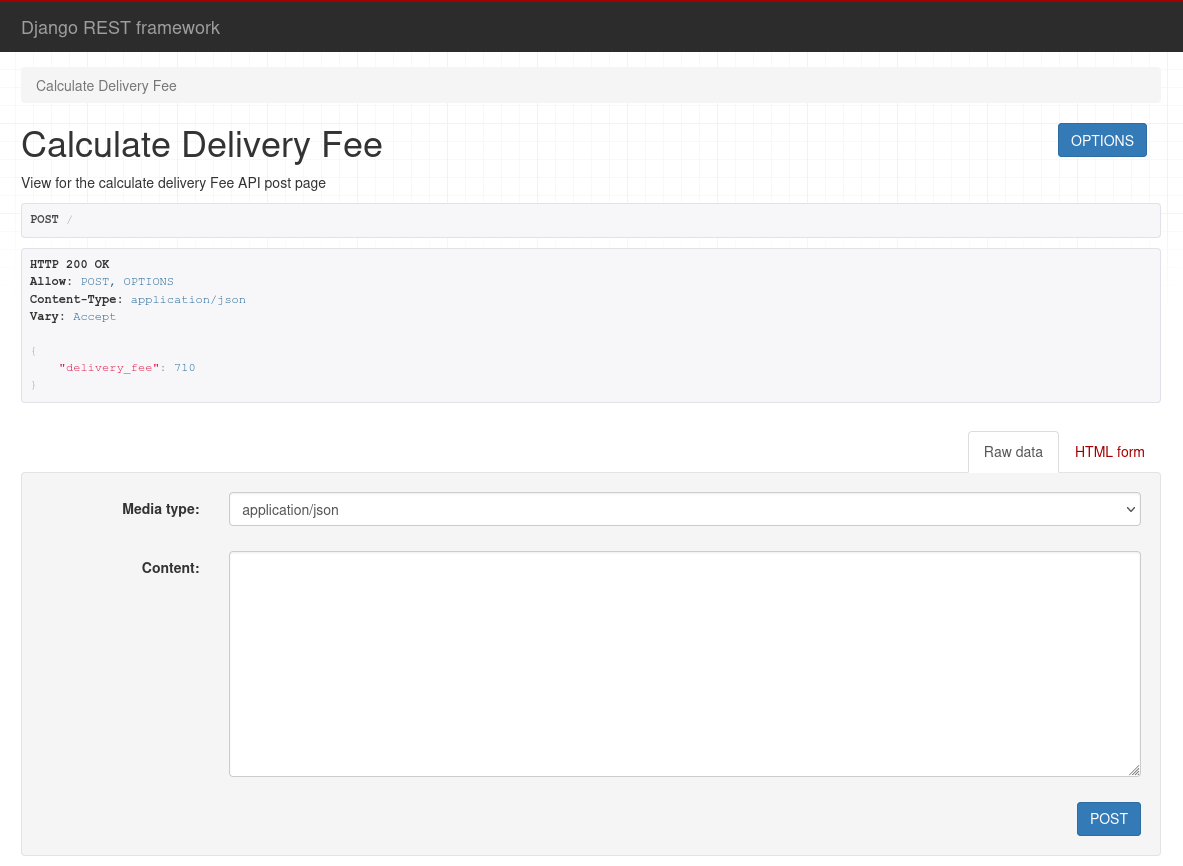 Django REST framework
Calculate Delivery Fee
Calculate Delivery Fee
OPTIONS
View for the calculate delivery Fee API post page
POST /
HTTP 200 OK
Allow: POST, OPTIONS
Content-Type: application/json
Vary: Accept
{
    "delivery_fee": 710
}
Raw data
HTML form
Media type:
application/json
Content:
POST